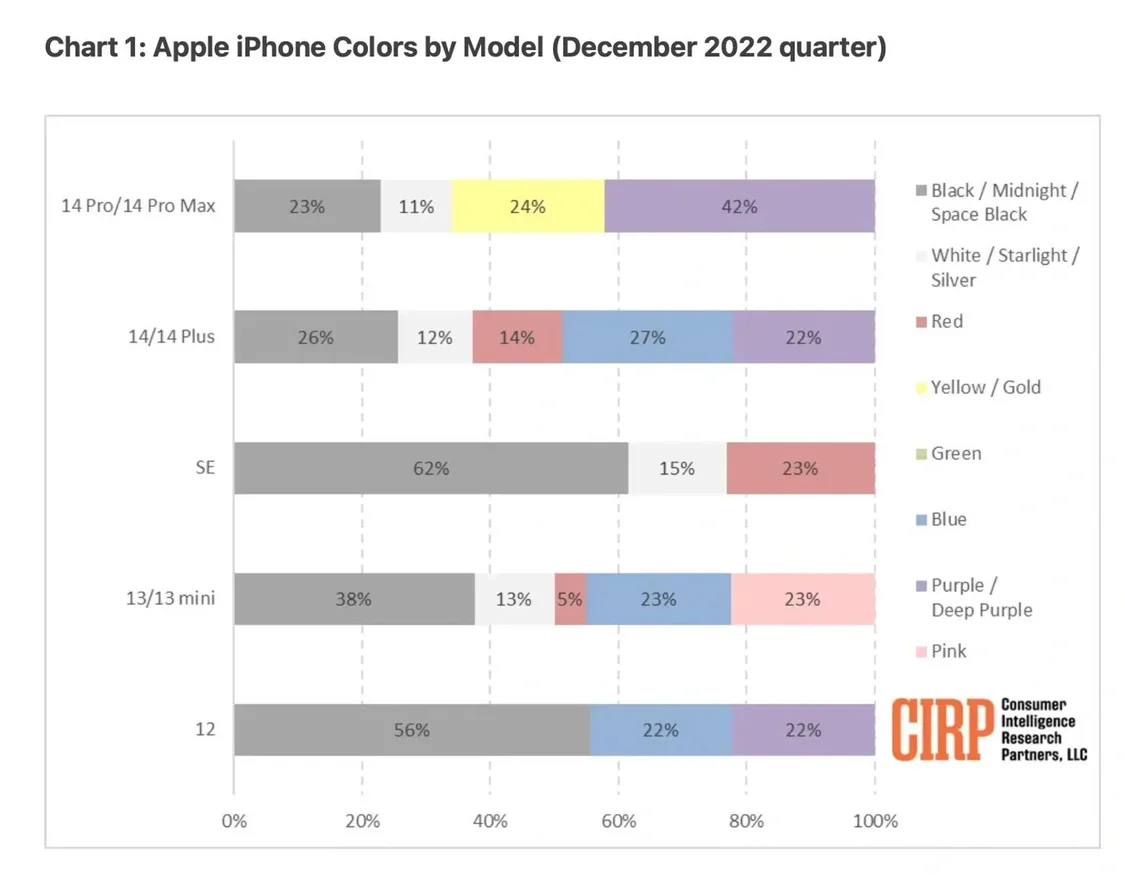 Chart 1: Apple iPhone Colors by Model (December 2022 quarter)
14 Pro/14 Pro Max
23%
11%
24%
42%
14/14 Plus
26%
12%
14%
27%
22%
SE
62%
15%
23%
13/13 mini
38%
13%
5%
23%
23%
12
56%
22%
22%
0%
20%
40%
60%
80%
100%
Black / Midnight /
Space Black
White / Starlight /
Silver
Red
Yellow / Gold
Green
Blue
Purple /
Deep Purple
Pink
CIRP
Consumer
Intelligence
Research
Partners, LLC